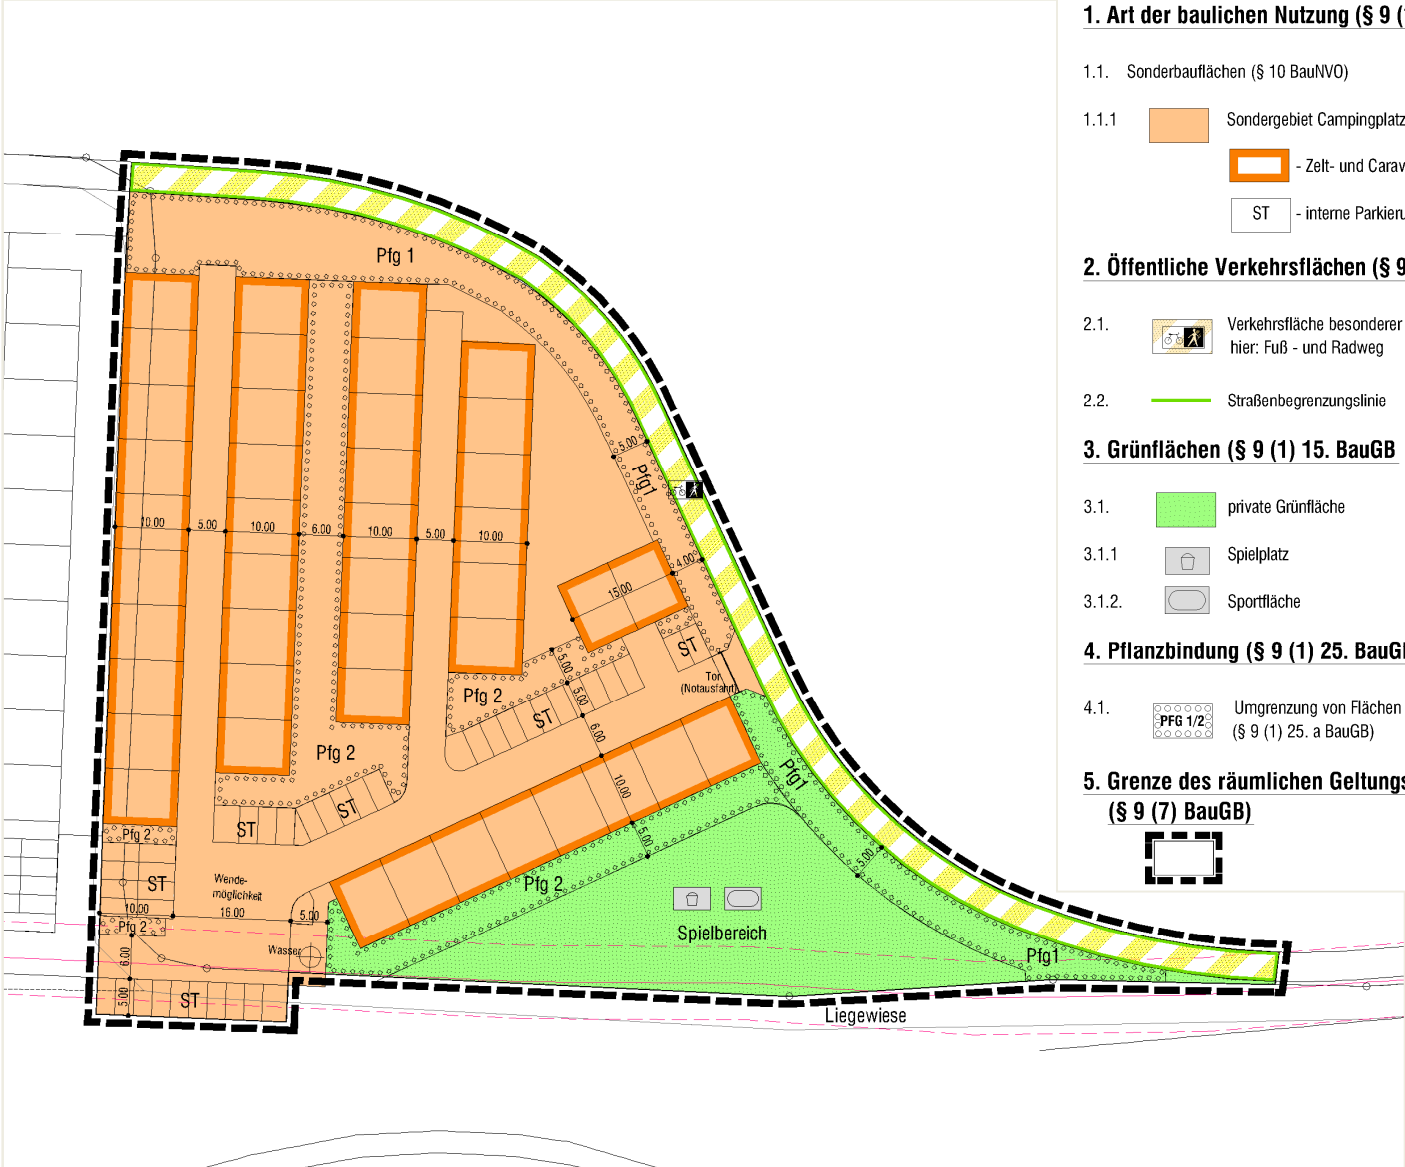 1. Art der baulichen Nutzung (§ 9 (
1.1. Sonderbauflächen (§ 10 BauNVO)
1.1.1 Sondergebiet Campingplatz
- Zelt- und Carav
ST - interne Parkieru
2. Öffentliche Verkehrsflächen (§ 9
2.1. Verkehrsfläche besonderer
hier: Fuß - und Radweg
2.2. Straßenbegrenzungslinie
3. Grünflächen (§ 9 (1) 15. BauGB
3.1. private Grünfläche
3.1.1 Spielplatz
3.1.2. Sportfläche
4. Pflanzbindung (§ 9 (1) 25. BauG
4.1. PFG 1/2 Umgrenzung von Flächen
(§ 9 (1) 25. a BauGB)
5. Grenze des räumlichen Geltungs
(§ 9 (7) BauGB)
Pfg 1
5.00
Pfg1
10.00
5.00
10.00
6.00
10.00
5.00
10.00
4.00
15.00
ST
5.00
Tor
(Notausfahrt)
5.00
Pfg 2
ST
6.00
Pfg 2
10.00
Pfg1
ST
ST
Pfg 2
5.00
5.00
ST
Wende-
möglichkeit
Pfg 2
10.00
16.00
5.00
Pfg 2
Spielbereich
Wasser
6.00
Pfg1
5.00
ST
Liegewiese